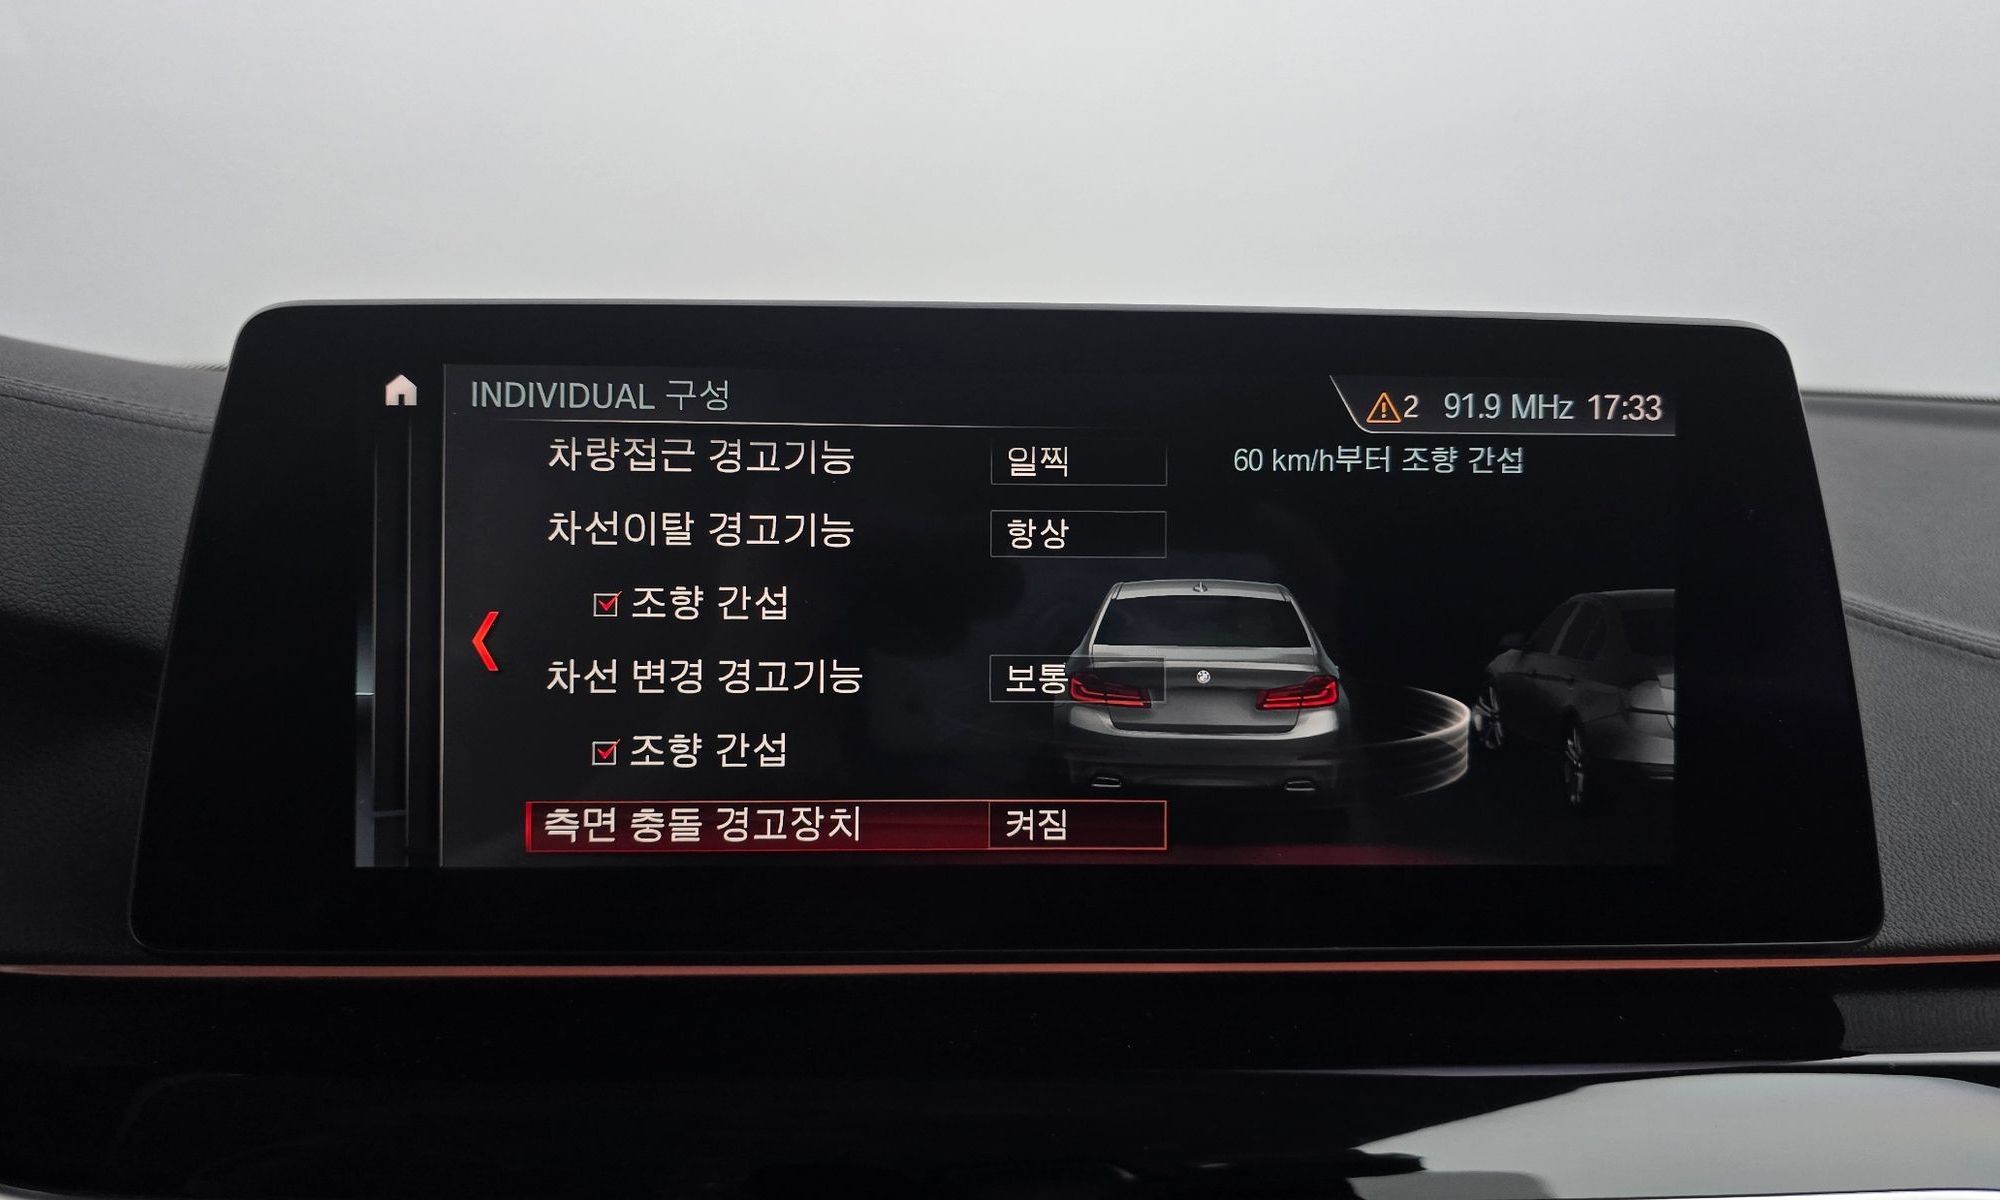 INDIVIDUAL 구성
2 91.9 MHz 17:33
차량접근 경고기능 일찍
60 km/h부터 조향 간섭
차선이탈 경고기능 항상
조향 간섭
차선 변경 경고기능 보통
조향 간섭
측면 충돌 경고장치 켜짐